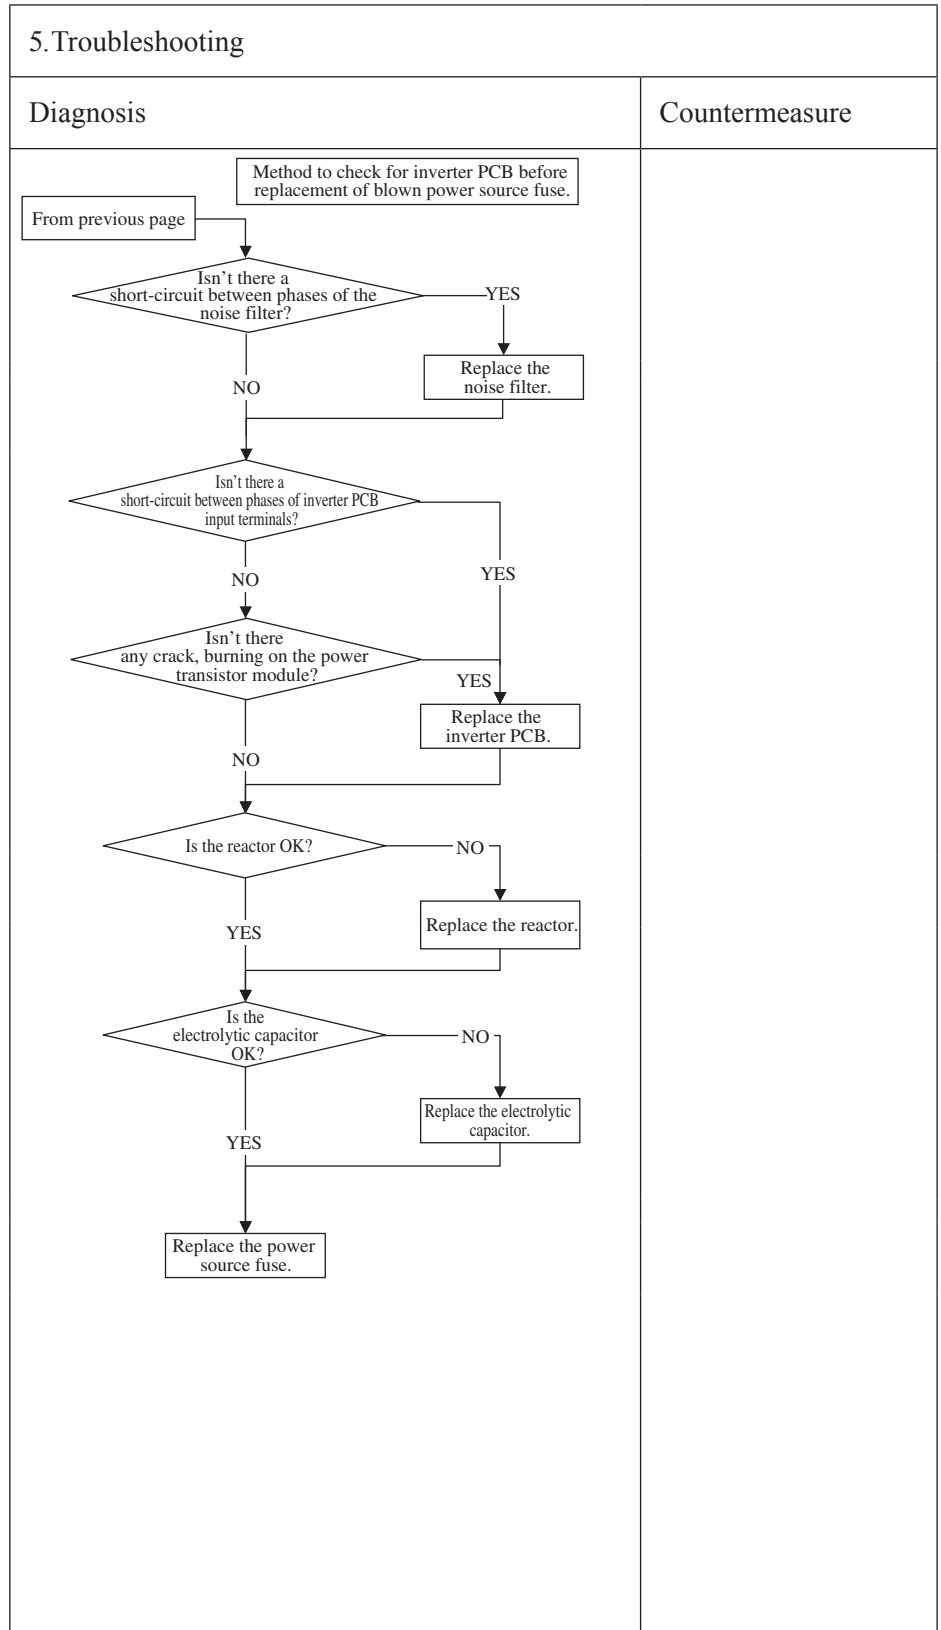 5.Troubleshooting
Diagnosis
Countermeasure
Method to check for inverter PCB before
replacement of blown power source fuse.
From previous page
Isn’t there a
short-circuit between phases of the
noise filter?
YES
Replace the
noise filter.
NO
Isn’t there a
short-circuit between phases of inverter PCB
input terminals?
YES
NO
Isn’t there
any crack, burning on the power
transistor module?
YES
Replace the
inverter PCB.
NO
Is the reactor OK?
NO
Replace the reactor.
YES
Is the
electrolytic capacitor
OK?
NO
Replace the electrolytic
capacitor.
YES
Replace the power
source fuse.